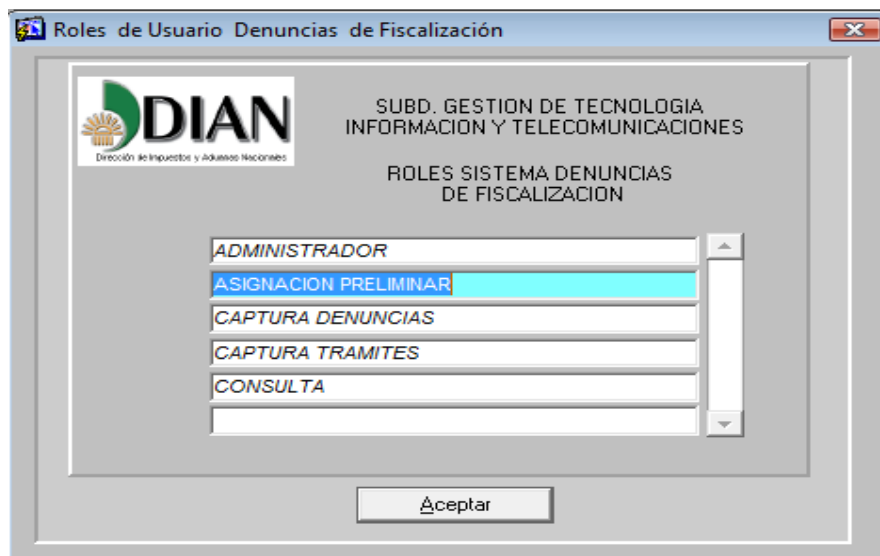 Roles de Usuario Denuncias de Fiscalización
DIAN
Dirección de Impuestos y Aduanas Nacionales
SUBD. GESTION DE TECNOLOGIA
INFORMACION Y TELECOMUNICACIONES
ROLES SISTEMA DENUNCIAS
DE FISCALIZACION
ADMINISTRADOR
ASIGNACION PRELIMINAR
CAPTURA DENUNCIAS
CAPTURA TRAMITES
CONSULTA
Aceptar